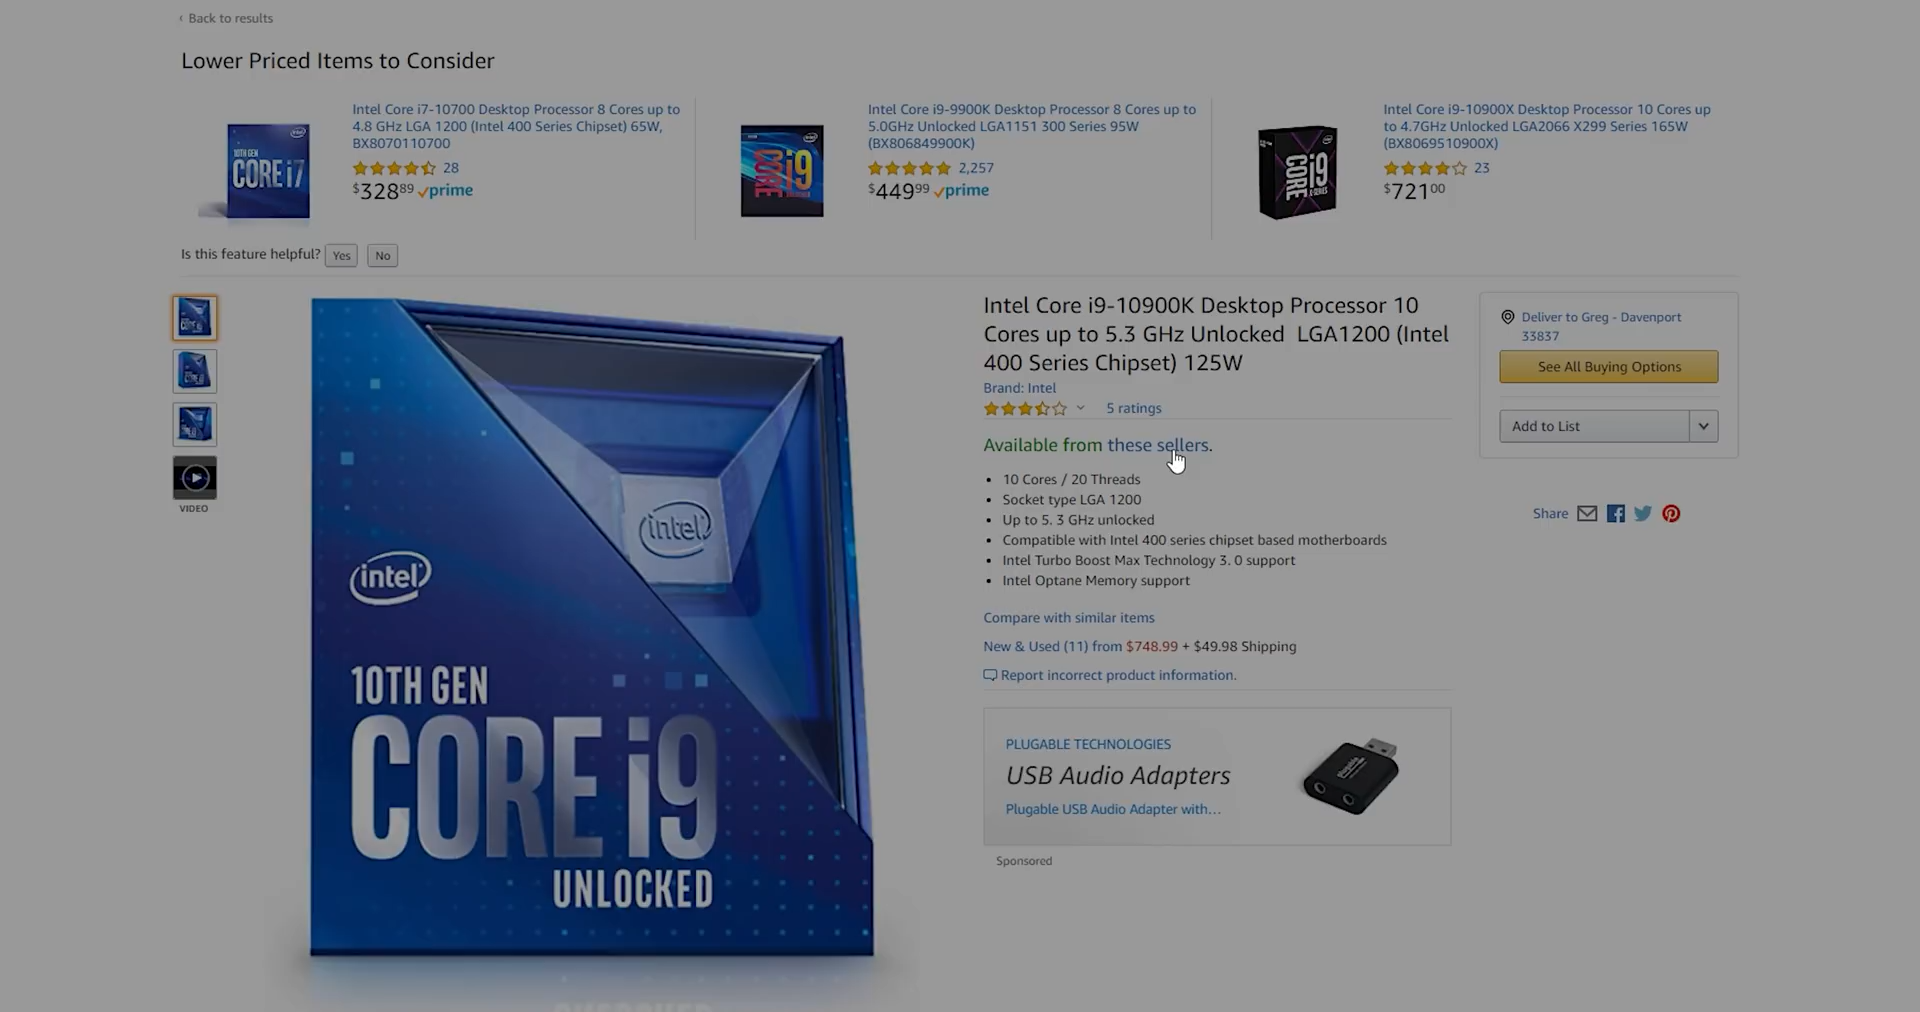 ‹ Back to results
Lower Priced Items to Consider
Intel Core i7-10700 Desktop Processor 8 Cores up to
4.8 GHz LGA 1200 (Intel 400 Series Chipset) 65W,
BX8070110700
28
$328 89 prime
Intel Core i9-9900K Desktop Processor 8 Cores up to
5.0GHz Unlocked LGA1151 300 Series 95W
(BX806849900K)
2,257
$449 99 prime
Intel Core i9-10900X Desktop Processor 10 Cores up
to 4.7GHz Unlocked LGA2066 X299 Series 165W
(BX8069510900X)
23
$721 00
10TH GEN
CORE i7
CORE i9
CORE i9
X-SERIES
Is this feature helpful? Yes No
VIDEO
intel
intel
10TH GEN
CORE i9
UNLOCKED
Intel Core i9-10900K Desktop Processor 10
Cores up to 5.3 GHz Unlocked LGA1200 (Intel
400 Series Chipset) 125W
Brand: Intel
5 ratings
Available from these sellers.
• 10 Cores / 20 Threads
• Socket type LGA 1200
• Up to 5. 3 GHz unlocked
• Compatible with Intel 400 series chipset based motherboards
• Intel Turbo Boost Max Technology 3. 0 support
• Intel Optane Memory support
Compare with similar items
New & Used (11) from $748.99 + $49.98 Shipping
Report incorrect product information.
PLUGABLE TECHNOLOGIES
USB Audio Adapters
Plugable USB Audio Adapter with…
Sponsored
Deliver to Greg - Davenport
33837
See All Buying Options
Add to List
Share